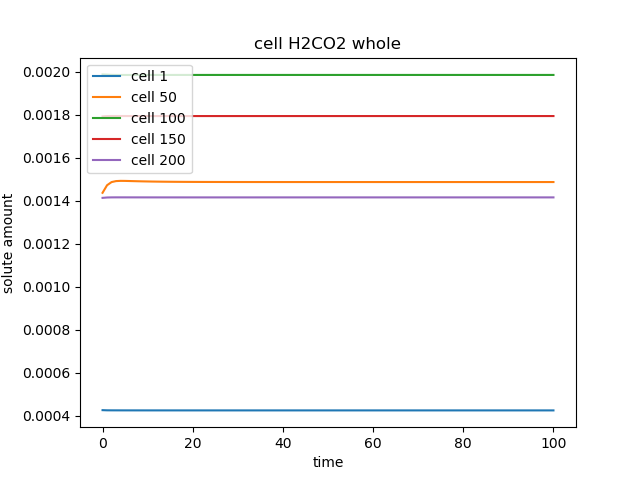 cell H2CO2 whole
0.0020
0.0018
0.0016
0.0014
0.0012
0.0010
0.0008
0.0006
0.0004
solute amount
cell 1
cell 50
cell 100
cell 150
cell 200
0 20 40 60 80 100
time